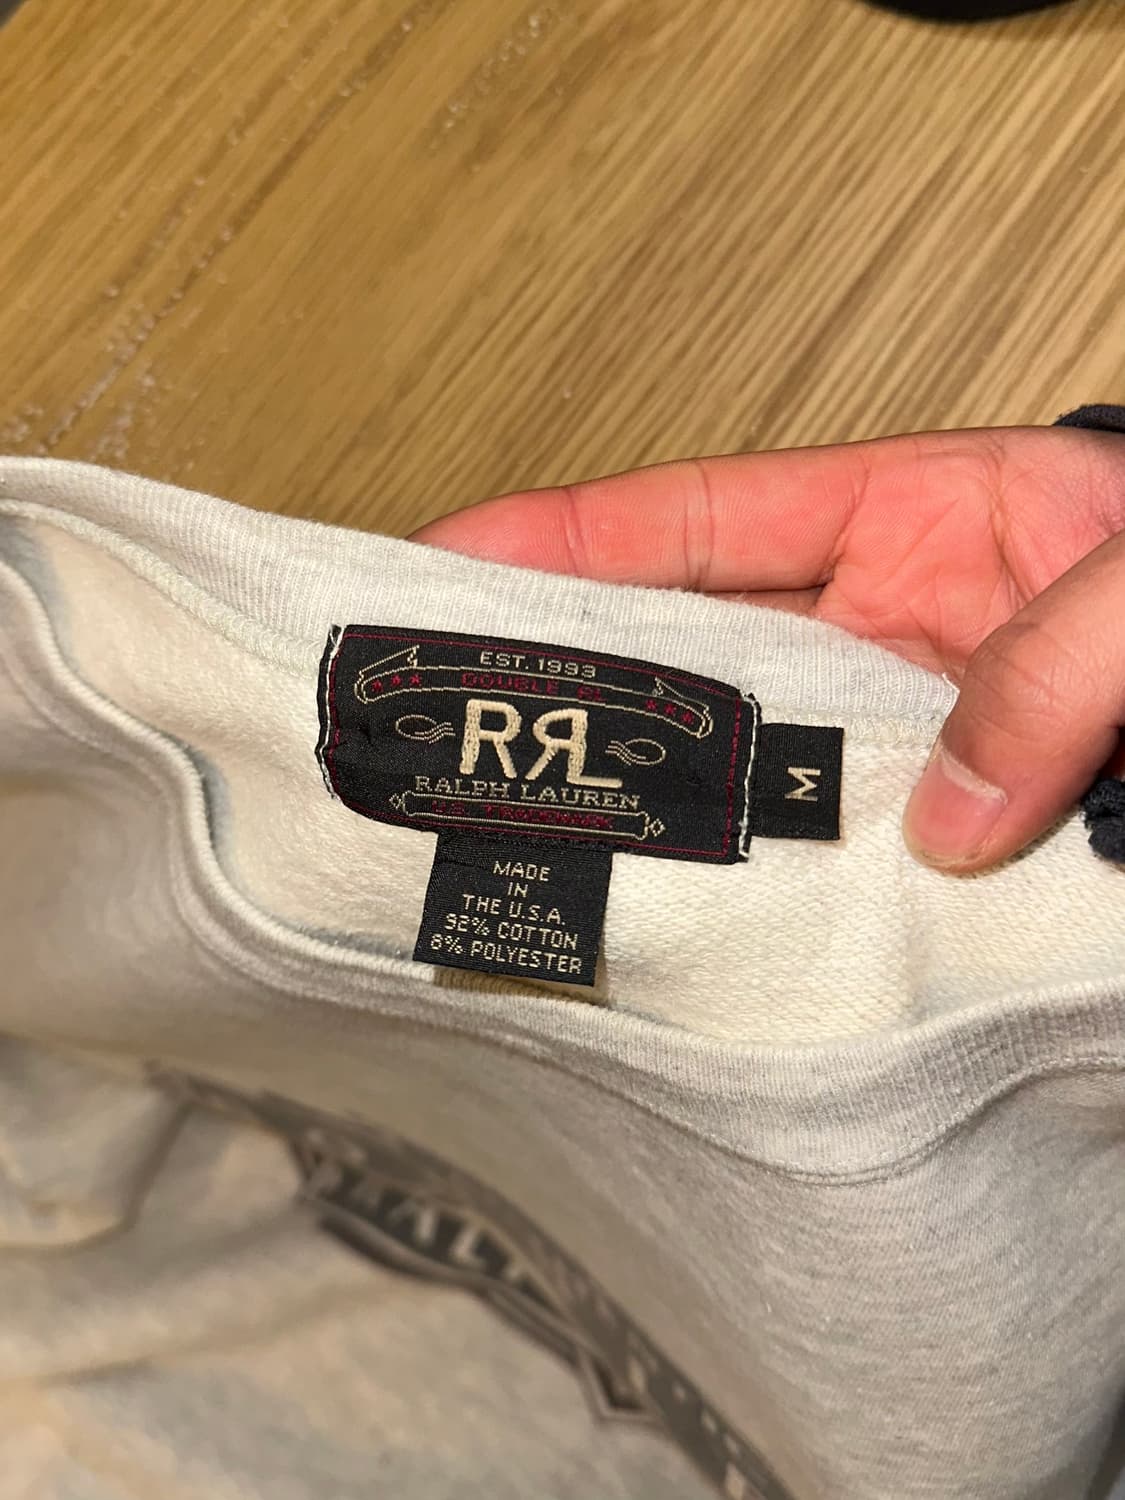 EST. 1993
DOUBLE RL
RRL
RALPH LAUREN
U.S. TRADEMARK
M
MADE
IN
THE U.S.A.
92% COTTON
8% POLYESTER